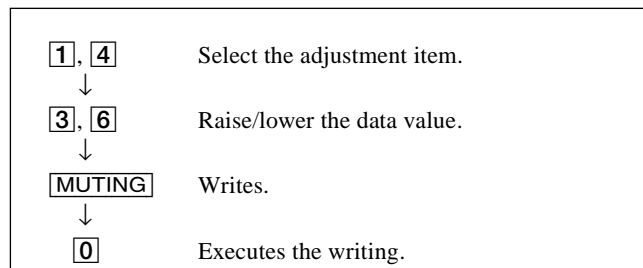 1, 4 Select the adjustment item.
↓
3, 6 Raise/lower the data value.
↓
MUTING Writes.
↓
0 Executes the writing.